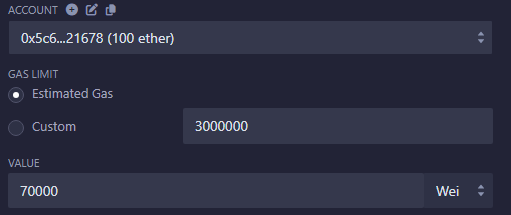 ACCOUNT
0x5c6...21678 (100 ether)
GAS LIMIT
Estimated Gas
Custom
3000000
VALUE
70000
Wei